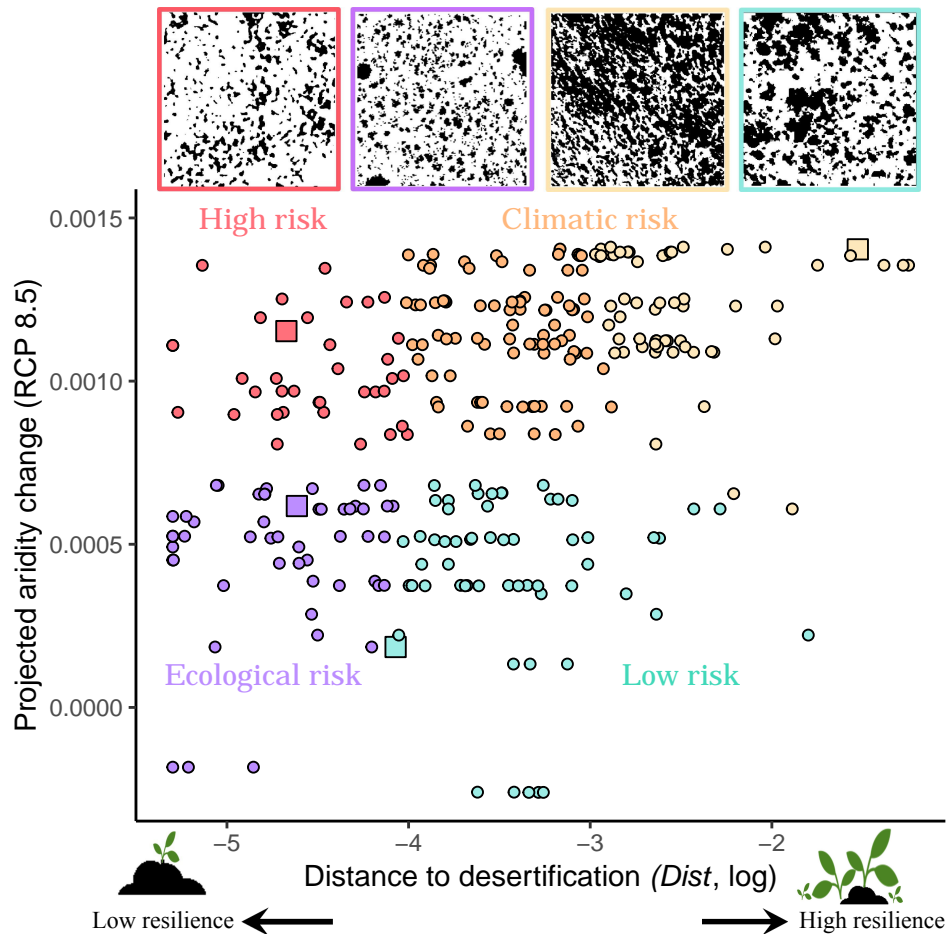 High risk
Climatic risk
0.0015
0.0010
0.0005
0.0000
Projected aridity change (RCP 8.5)
Ecological risk
Low risk
−5
−4
−3
−2
Distance to desertification (Dist, log)
Low resilience
High resilience